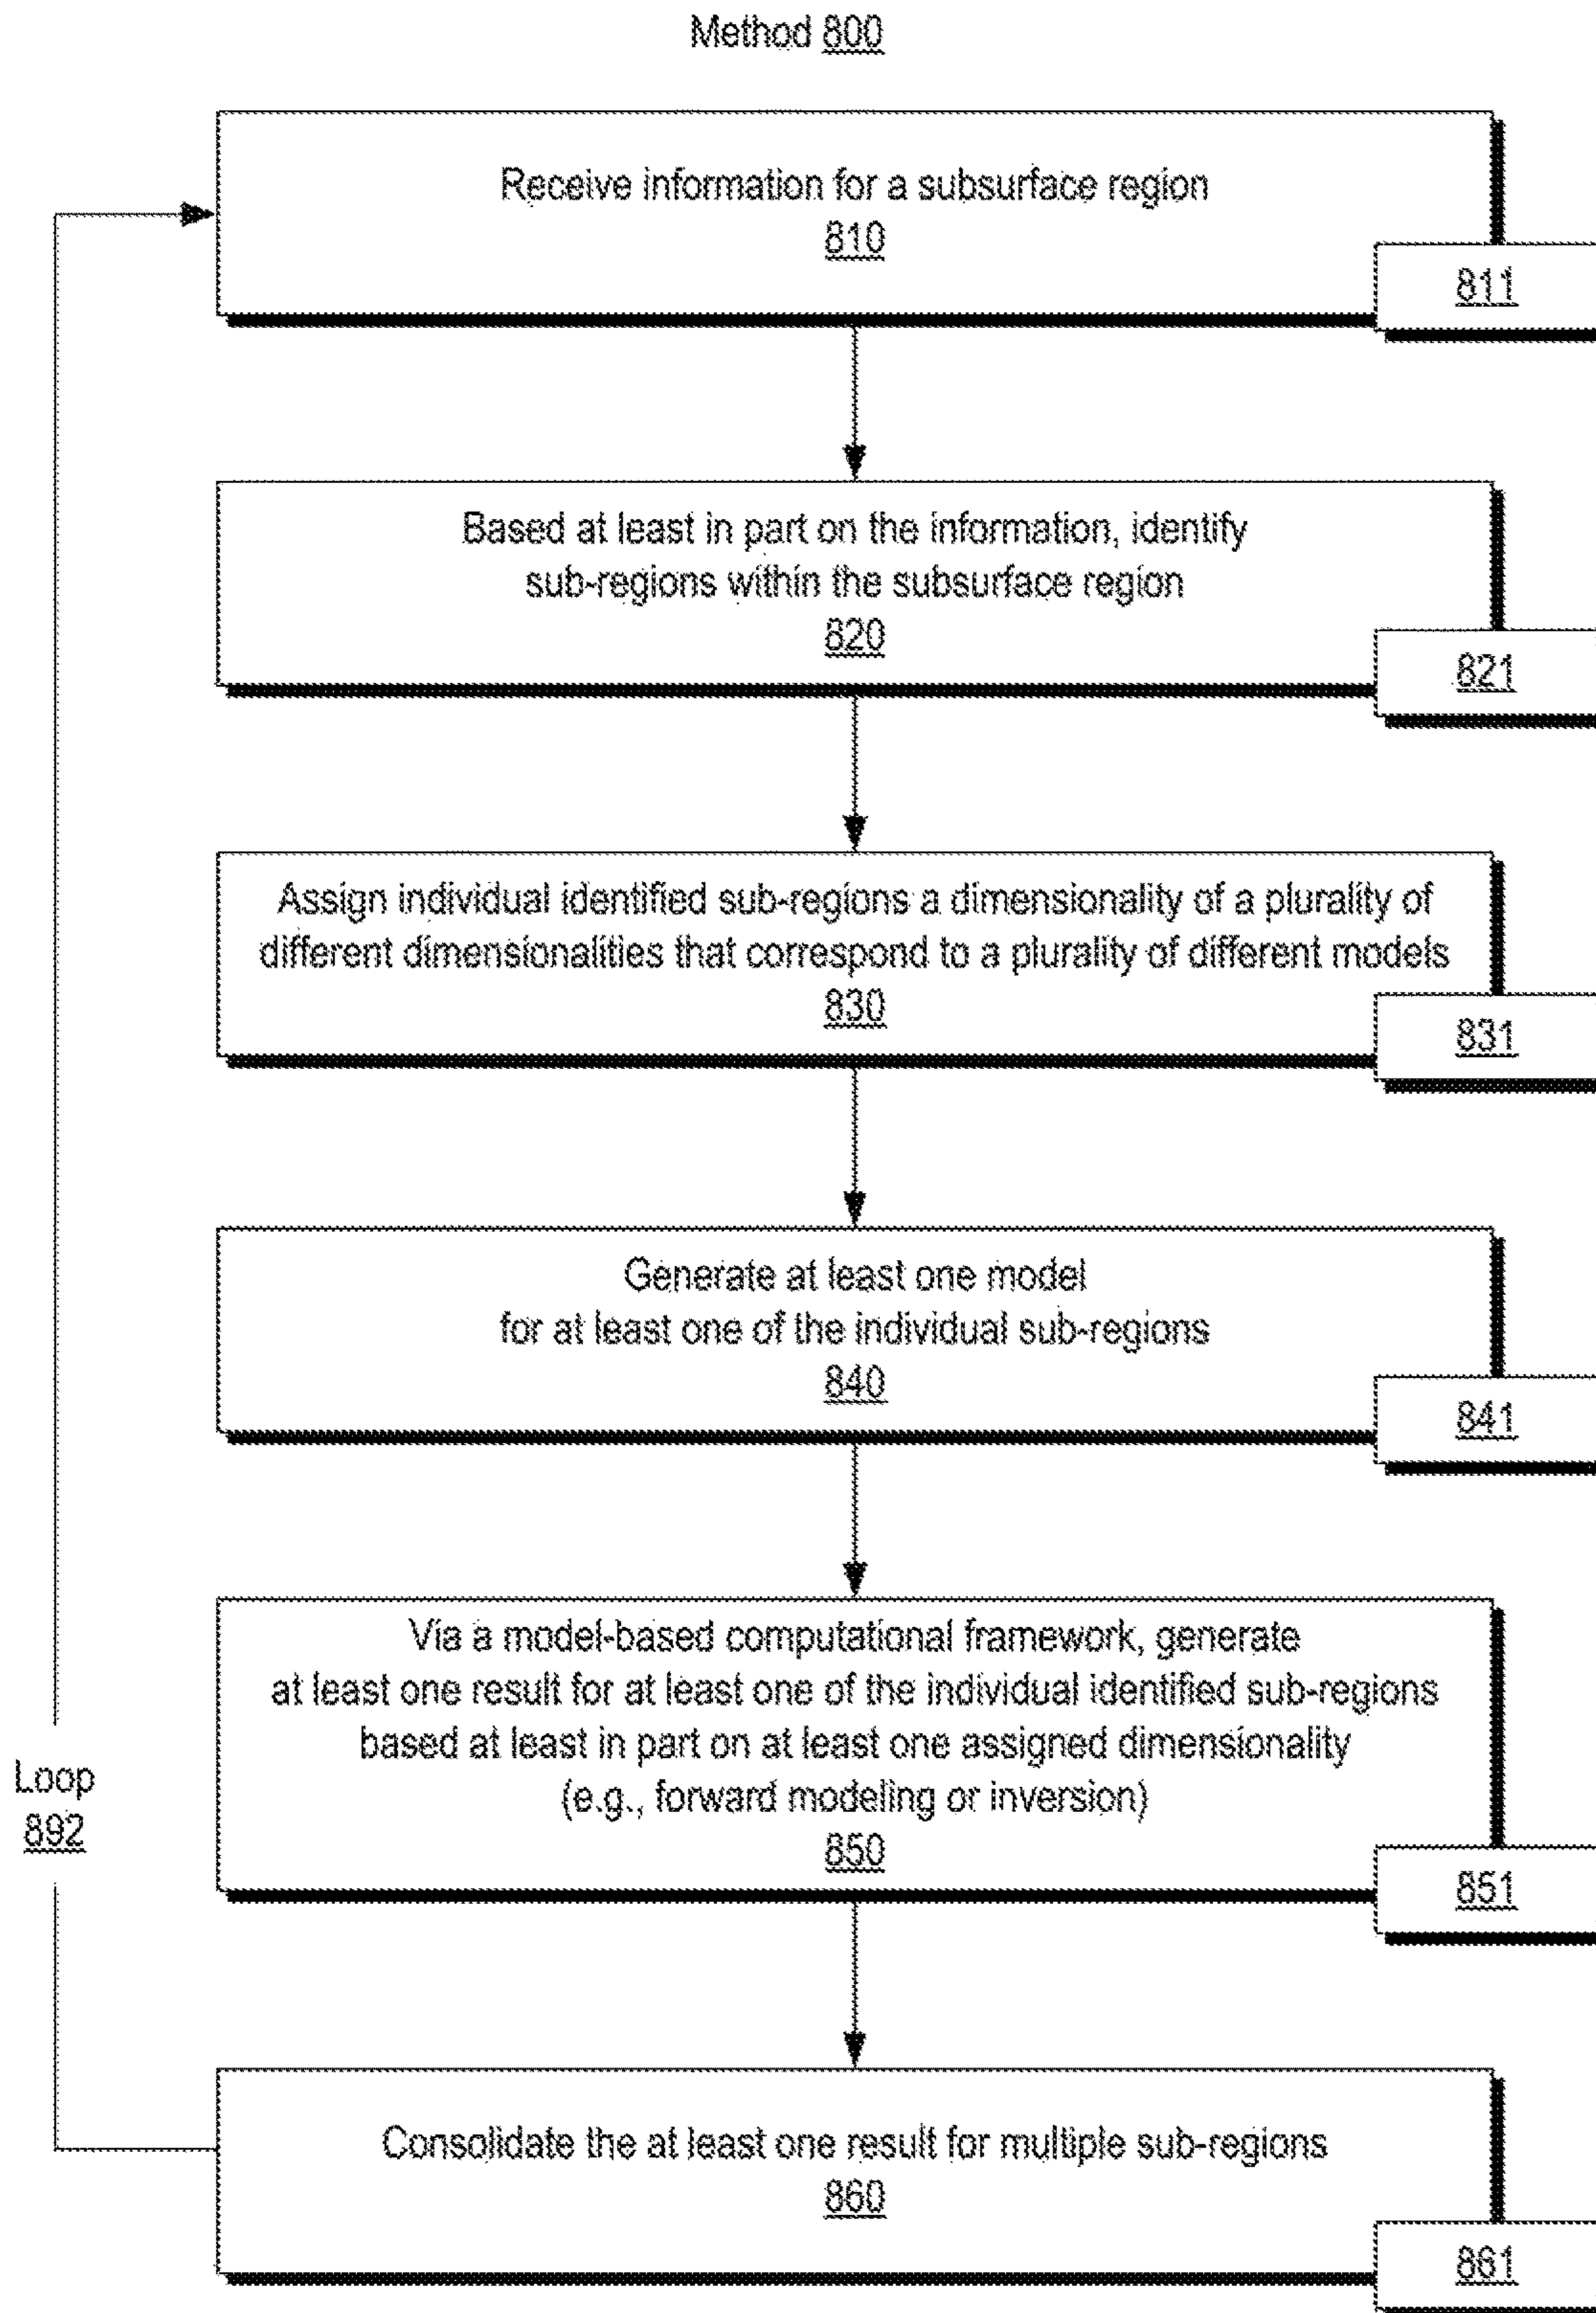 Method 800
Receive information for a subsurface region
810
811
Based at least in part on the information, identify
sub-regions within the subsurface region
820
821
Assign individual identified sub-regions a dimensionality of a plurality of
different dimensionalities that correspond to a plurality of different models
830
831
Generate at least one model
for at least one of the individual sub-regions
840
841
Via a model-based computational framework, generate
at least one result for at least one of the individual identified sub-regions
based at least in part on at least one assigned dimensionality
(e.g., forward modeling or inversion)
850
851
Loop
892
Consolidate the at least one result for multiple sub-regions
860
861